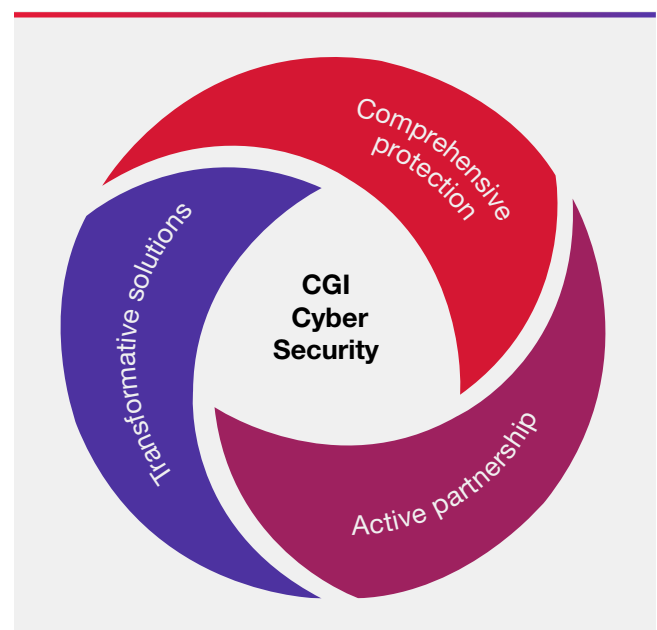 Comprehensive
protection
Transformative solutions
CGI
Cyber
Security
Active partnership